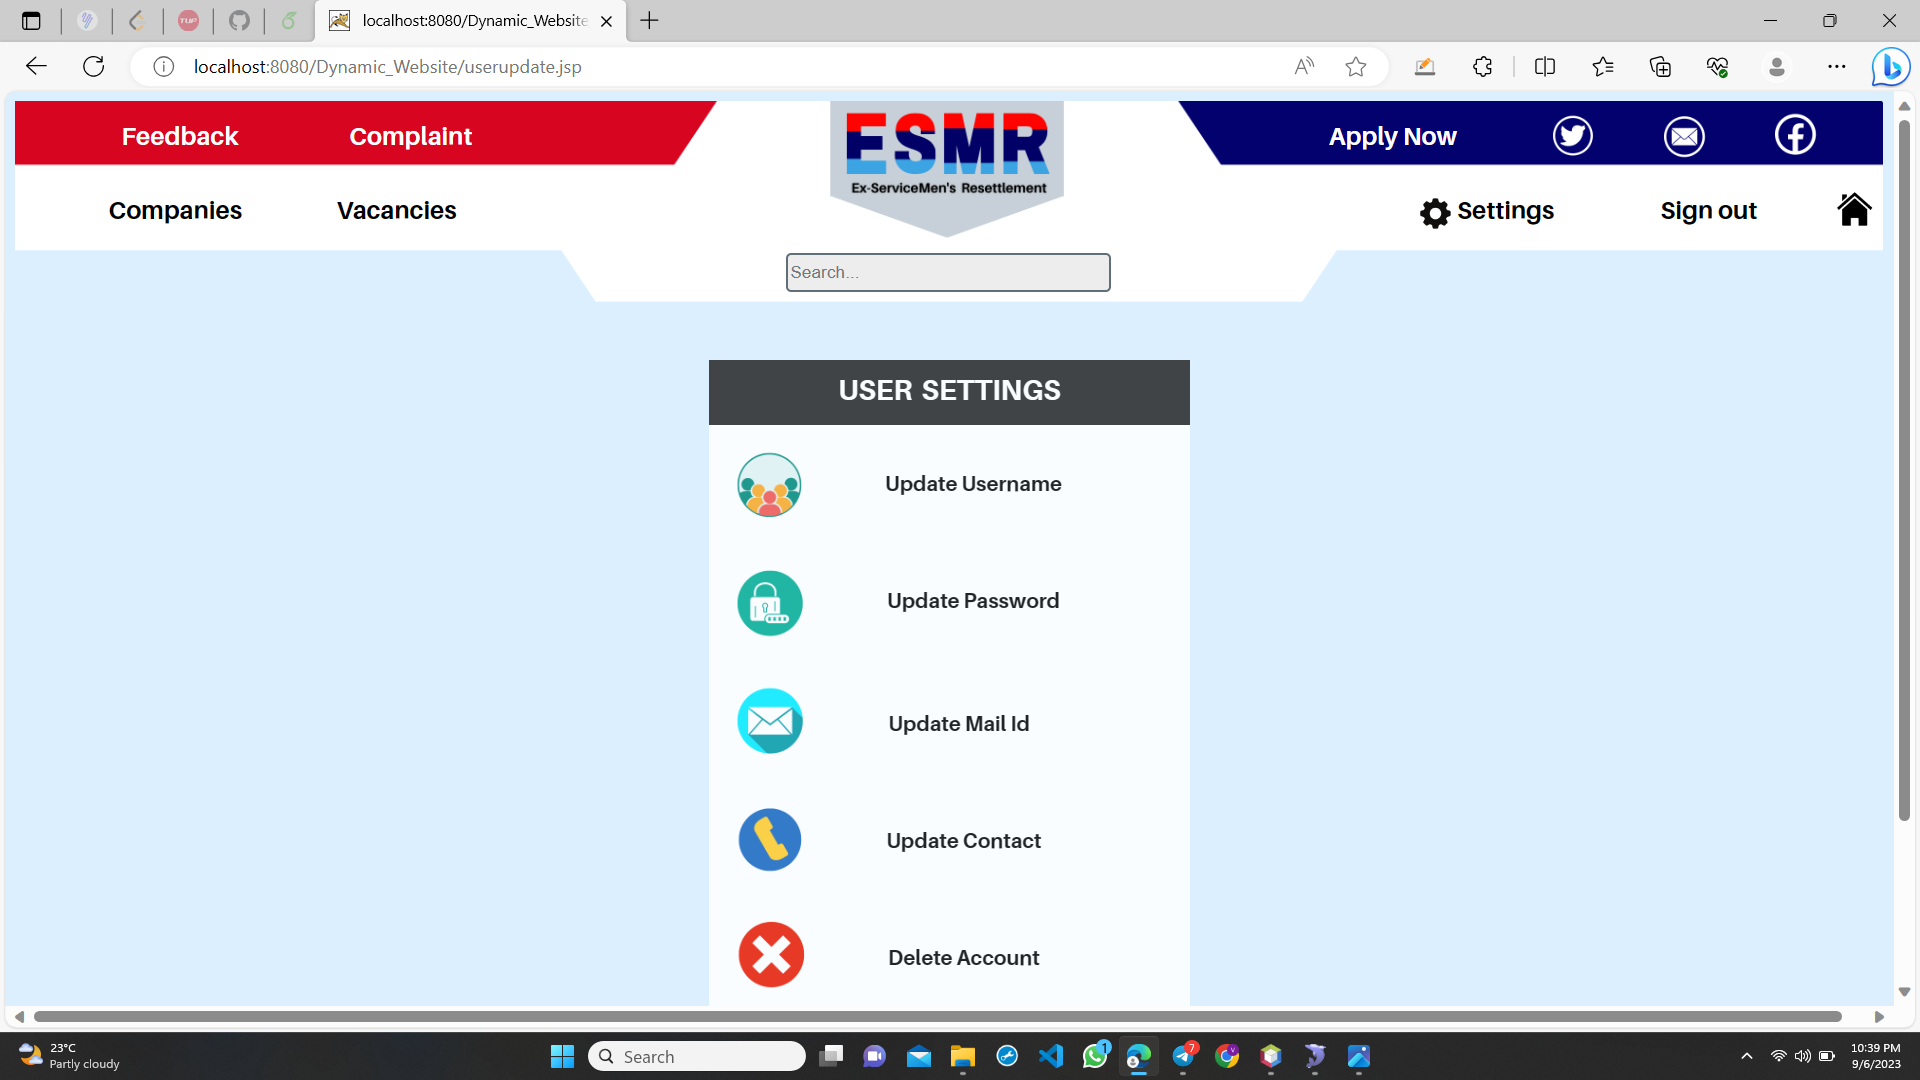 localhost:8080/Dynamic_Website
localhost:8080/Dynamic_Website/userupdate.jsp
Feedback
Complaint
ESMR
Ex-ServiceMen's Resettlement
Apply Now
Companies
Vacancies
Settings
Sign out
Search...
USER SETTINGS
Update Username
Update Password
Update Mail Id
Update Contact
Delete Account
23°C
Partly cloudy
Search
1
7
10:39 PM
9/6/2023